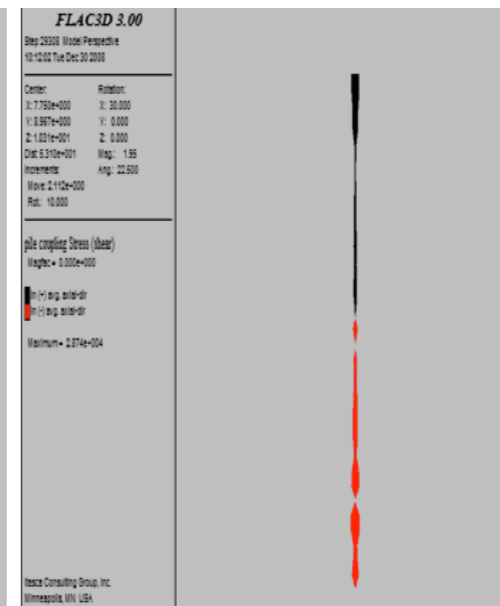 FLAC3D 3.00
Step 29308 Model Perspective
10:12:02 Tue Dec 30 2008
Center: Rotation:
X: 7.750e+000 X: 30.000
Y: 8.967e+000 Y: 0.000
Z: 1.031e+001 Z: 0.000
Dist: 5.310e+001 Mag.: 1.95
Increments: Ang.: 22.500
Move: 2.112e+000
Rot.: 10.000
pile coupling Stress (shear)
Magfac = 0.000e+000
In (+) avg. axial-dir
In (-) avg. axial-dir
Maximum = 2.874e+004
Itasca Consulting Group, Inc.
Minneapolis, MN USA